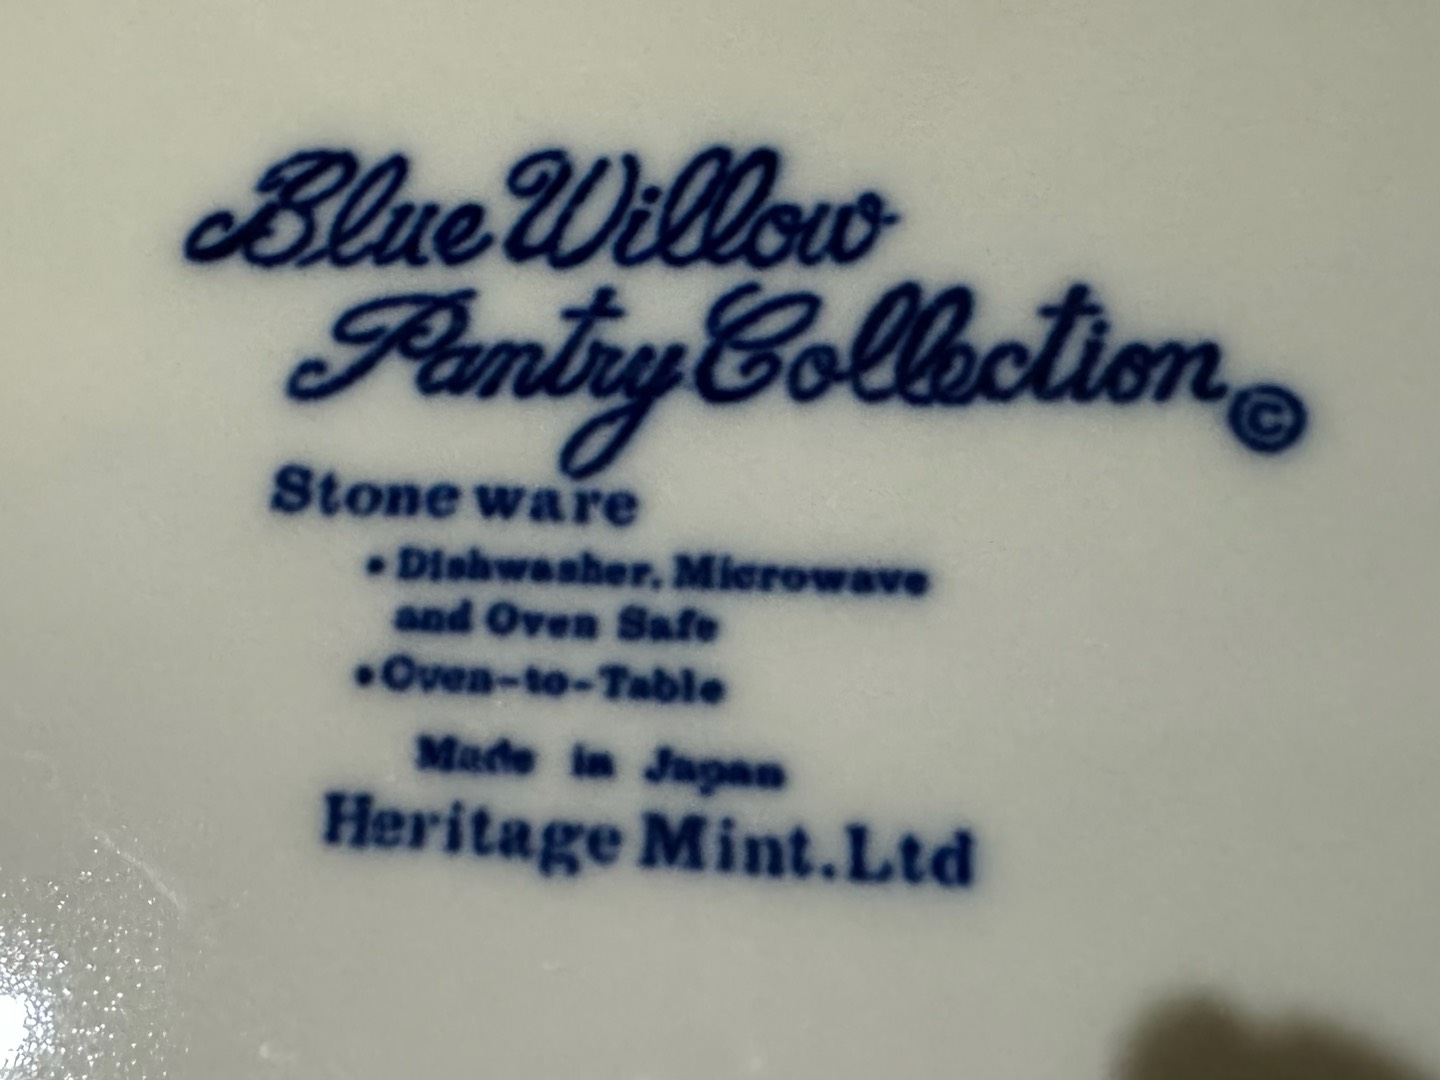 Blue Willow
Pantry Collection ©
Stoneware
• Dishwasher, Microwave
and Oven Safe
• Oven-to-Table
Made in Japan
Heritage Mint. Ltd